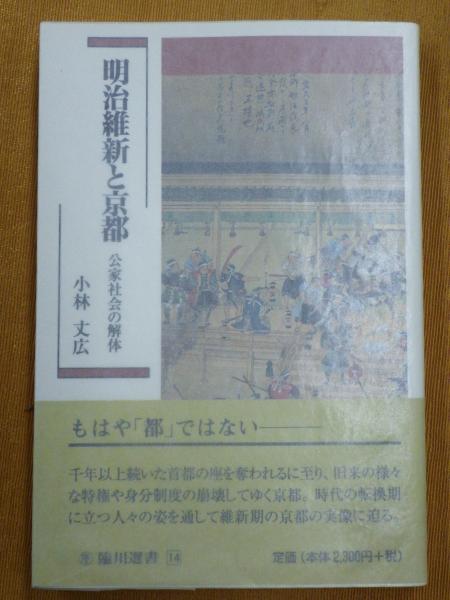 明治維新と京都
公家社会の解体
小林 丈広
もはや「都」ではない――
千年以上続いた首都の座を奪われるに至り、旧来の様々
な特権や身分制度の崩壊してゆく京都。時代の転換期
に立つ人々の姿を通して維新期の京都の実像に迫る。
臨川選書 14
定価(本体2,300円+税)